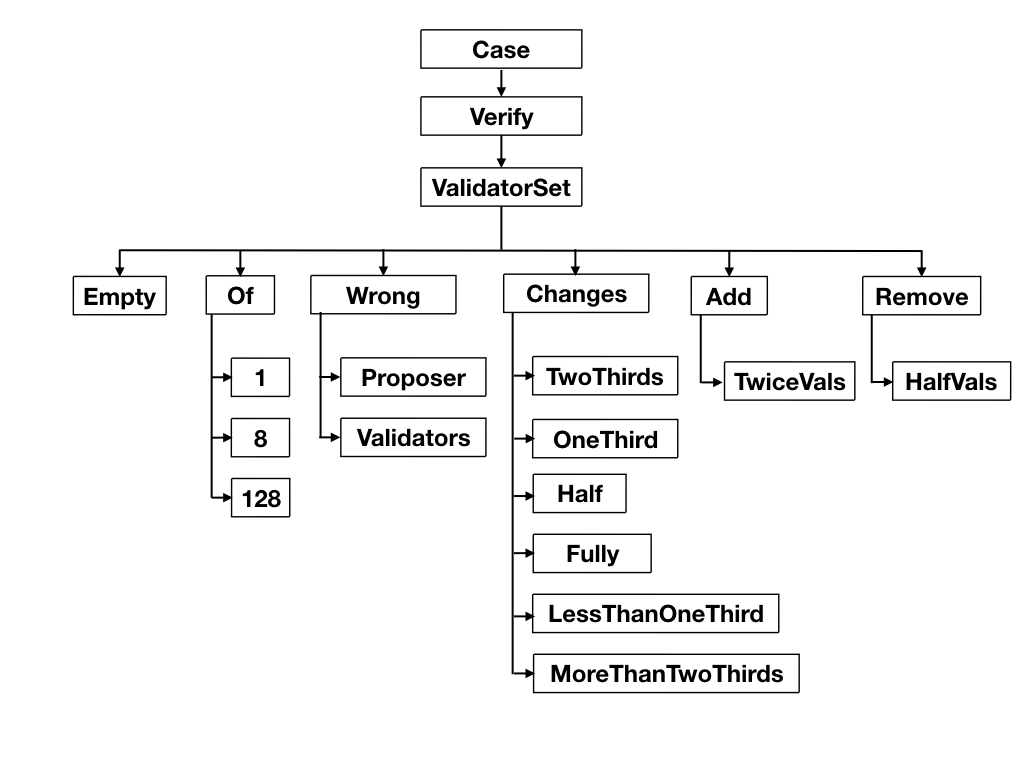 Case
Verify
ValidatorSet
Empty
Of
Wrong
Changes
Add
Remove
1
8
128
Proposer
Validators
TwoThirds
OneThird
Half
Fully
LessThanOneThird
MoreThanTwoThirds
TwiceVals
HalfVals